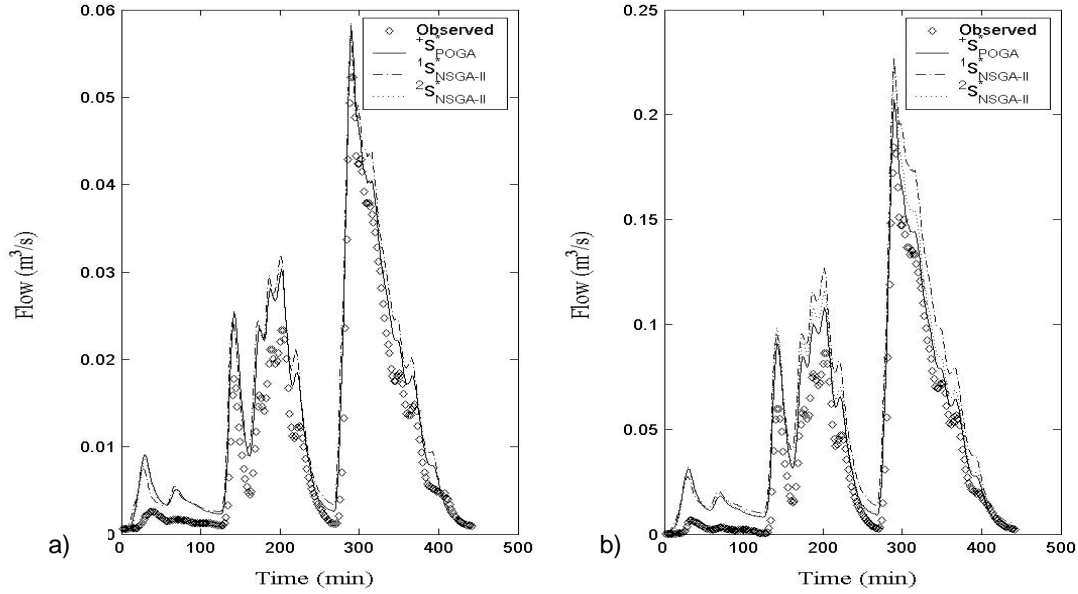 0.06
0.05
0.04
0.03
0.02
0.01
0
0
100
200
300
400
500
Flow (m³/s)
Time (min)
Observed
⁺S*POGA
¹S*NSGA-II
²S*NSGA-II
a)
0.25
0.2
0.15
0.1
0.05
0
0
100
200
300
400
500
Flow (m³/s)
Time (min)
Observed
⁺S*POGA
¹S*NSGA-II
²S*NSGA-II
b)